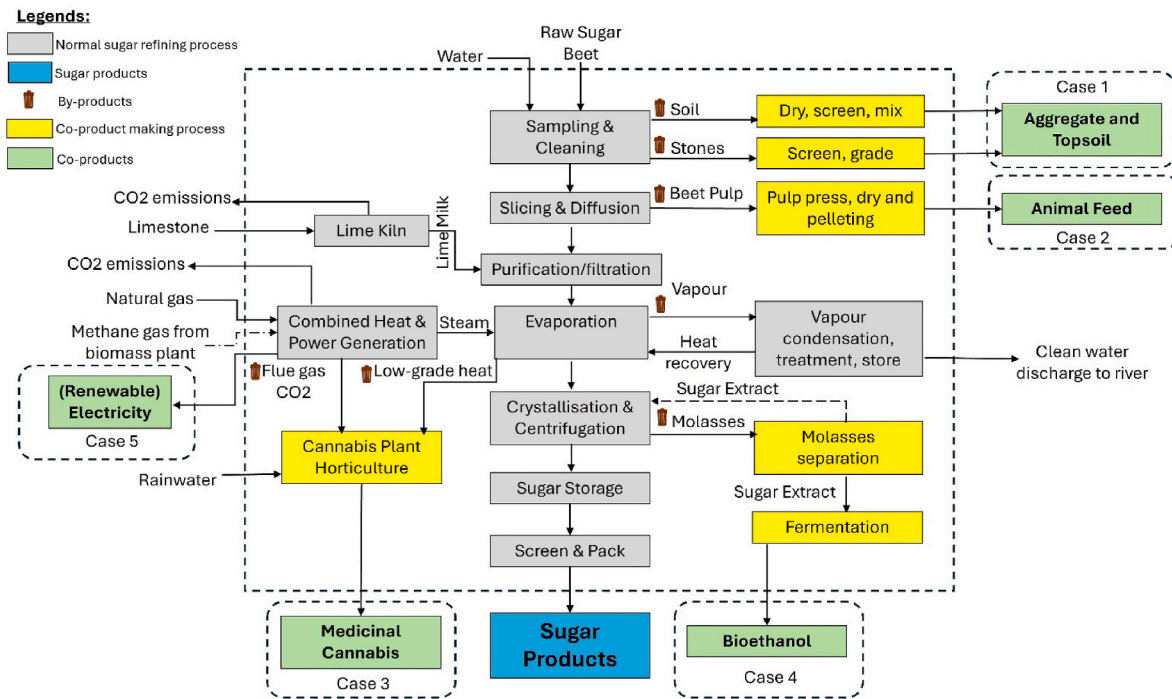 Legends:
Normal sugar refining process
Sugar products
By-products
Co-product making process
Co-products
Water
Raw Sugar
Beet
Sampling &
Cleaning
Soil
Stones
Dry, screen, mix
Screen, grade
Case 1
Aggregate and
Topsoil
Slicing & Diffusion
Beet Pulp
Pulp press, dry and
pelleting
Animal Feed
Case 2
CO2 emissions
Limestone
Lime Kiln
Lime Milk
Purification/filtration
CO2 emissions
Natural gas
Methane gas from
biomass plant
Combined Heat &
Power Generation
Steam
Evaporation
Vapour
Heat
recovery
Vapour
condensation,
treatment, store
Clean water
discharge to river
Flue gas
CO2
Low-grade heat
(Renewable)
Electricity
Case 5
Crystallisation &
Centrifugation
Sugar Extract
Molasses
Molasses
separation
Rainwater
Cannabis Plant
Horticulture
Sugar Storage
Sugar Extract
Fermentation
Screen & Pack
Medicinal
Cannabis
Case 3
Sugar
Products
Bioethanol
Case 4